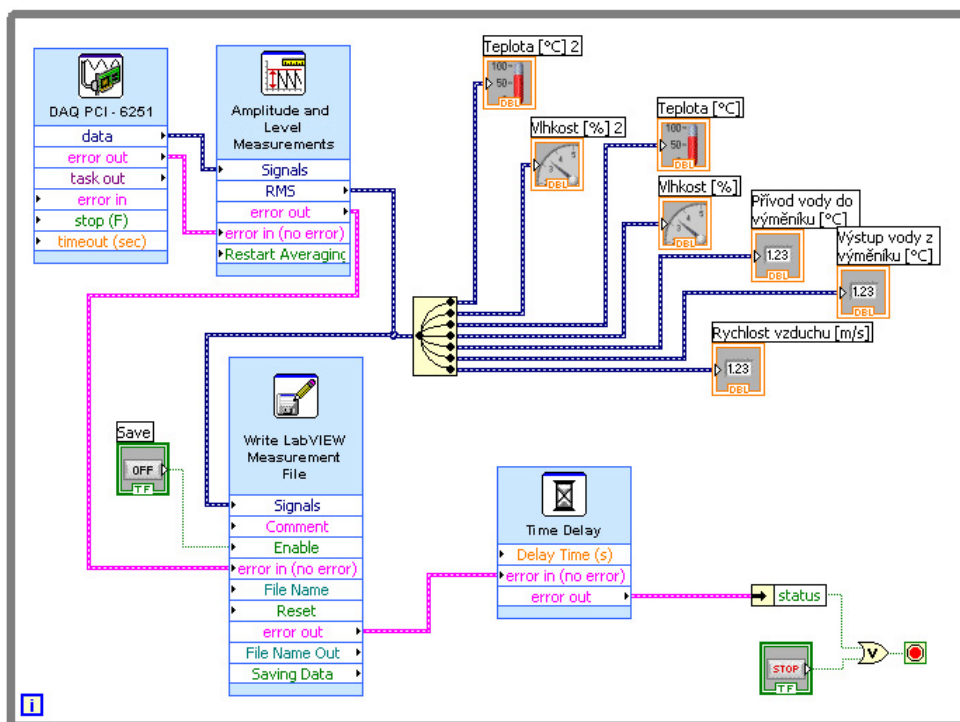 DAQ PCI - 6251
data
error out
task out
error in
stop (F)
timeout (sec)
Amplitude and
Level
Measurements
Signals
RMS
error out
error in (no error)
Restart Averaging
Teplota [°C] 2
100
50
DBL
Vlhkost [%] 2
DBL
Teplota [°C]
100
50
DBL
Vlhkost [%]
DBL
Přívod vody do
výměníku [°C]
1.23
DBL
Výstup vody z
výměníku [°C]
1.23
DBL
Rychlost vzduchu [m/s]
1.23
DBL
Save
OFF
TF
Write LabVIEW
Measurement
File
Signals
Comment
Enable
error in (no error)
File Name
Reset
error out
File Name Out
Saving Data
Time Delay
Delay Time (s)
error in (no error)
error out
status
STOP
TF
V
i